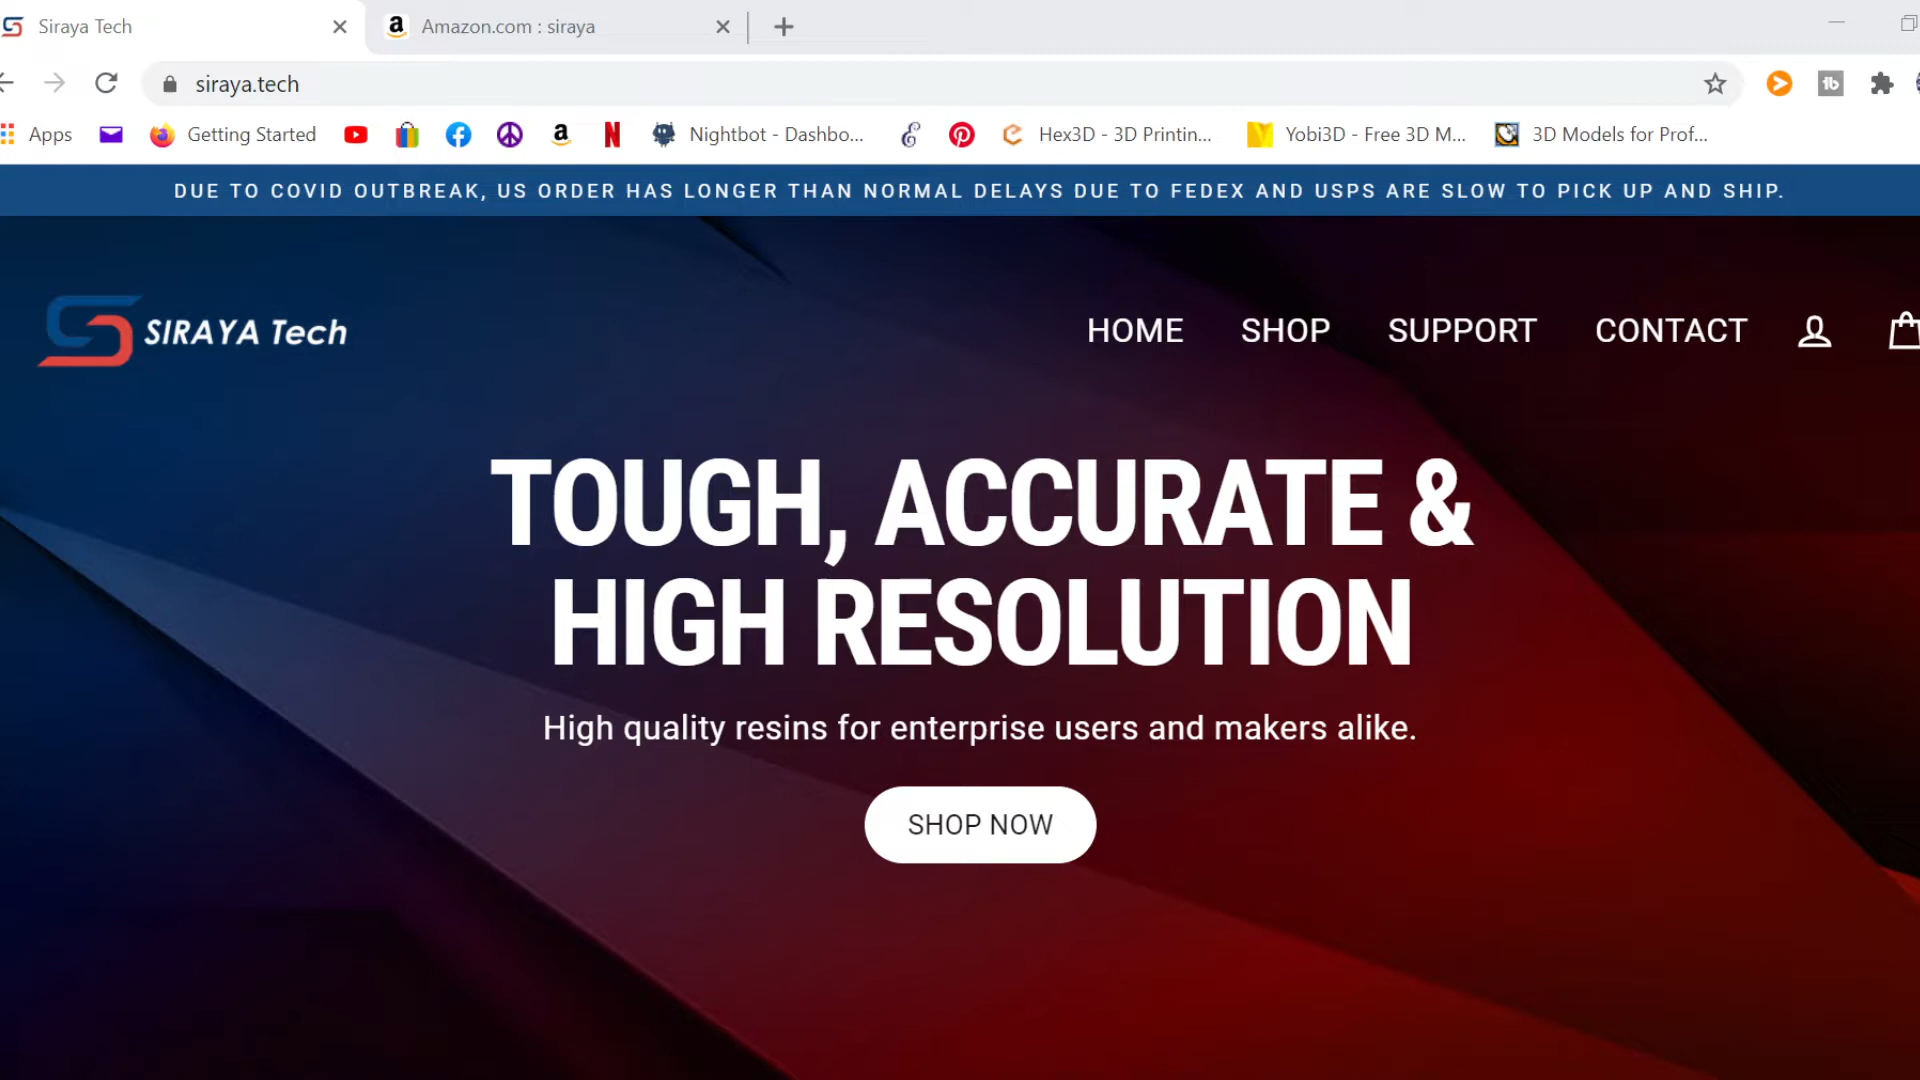 Siraya Tech
Amazon.com : siraya
siraya.tech
Apps
Getting Started
Nightbot - Dashbo...
Hex3D - 3D Printin...
Yobi3D - Free 3D M...
3D Models for Prof...
DUE TO COVID OUTBREAK, US ORDER HAS LONGER THAN NORMAL DELAYS DUE TO FEDEX AND USPS ARE SLOW TO PICK UP AND SHIP.
SIRAYA Tech
HOME SHOP SUPPORT CONTACT
TOUGH, ACCURATE &
HIGH RESOLUTION
High quality resins for enterprise users and makers alike.
SHOP NOW